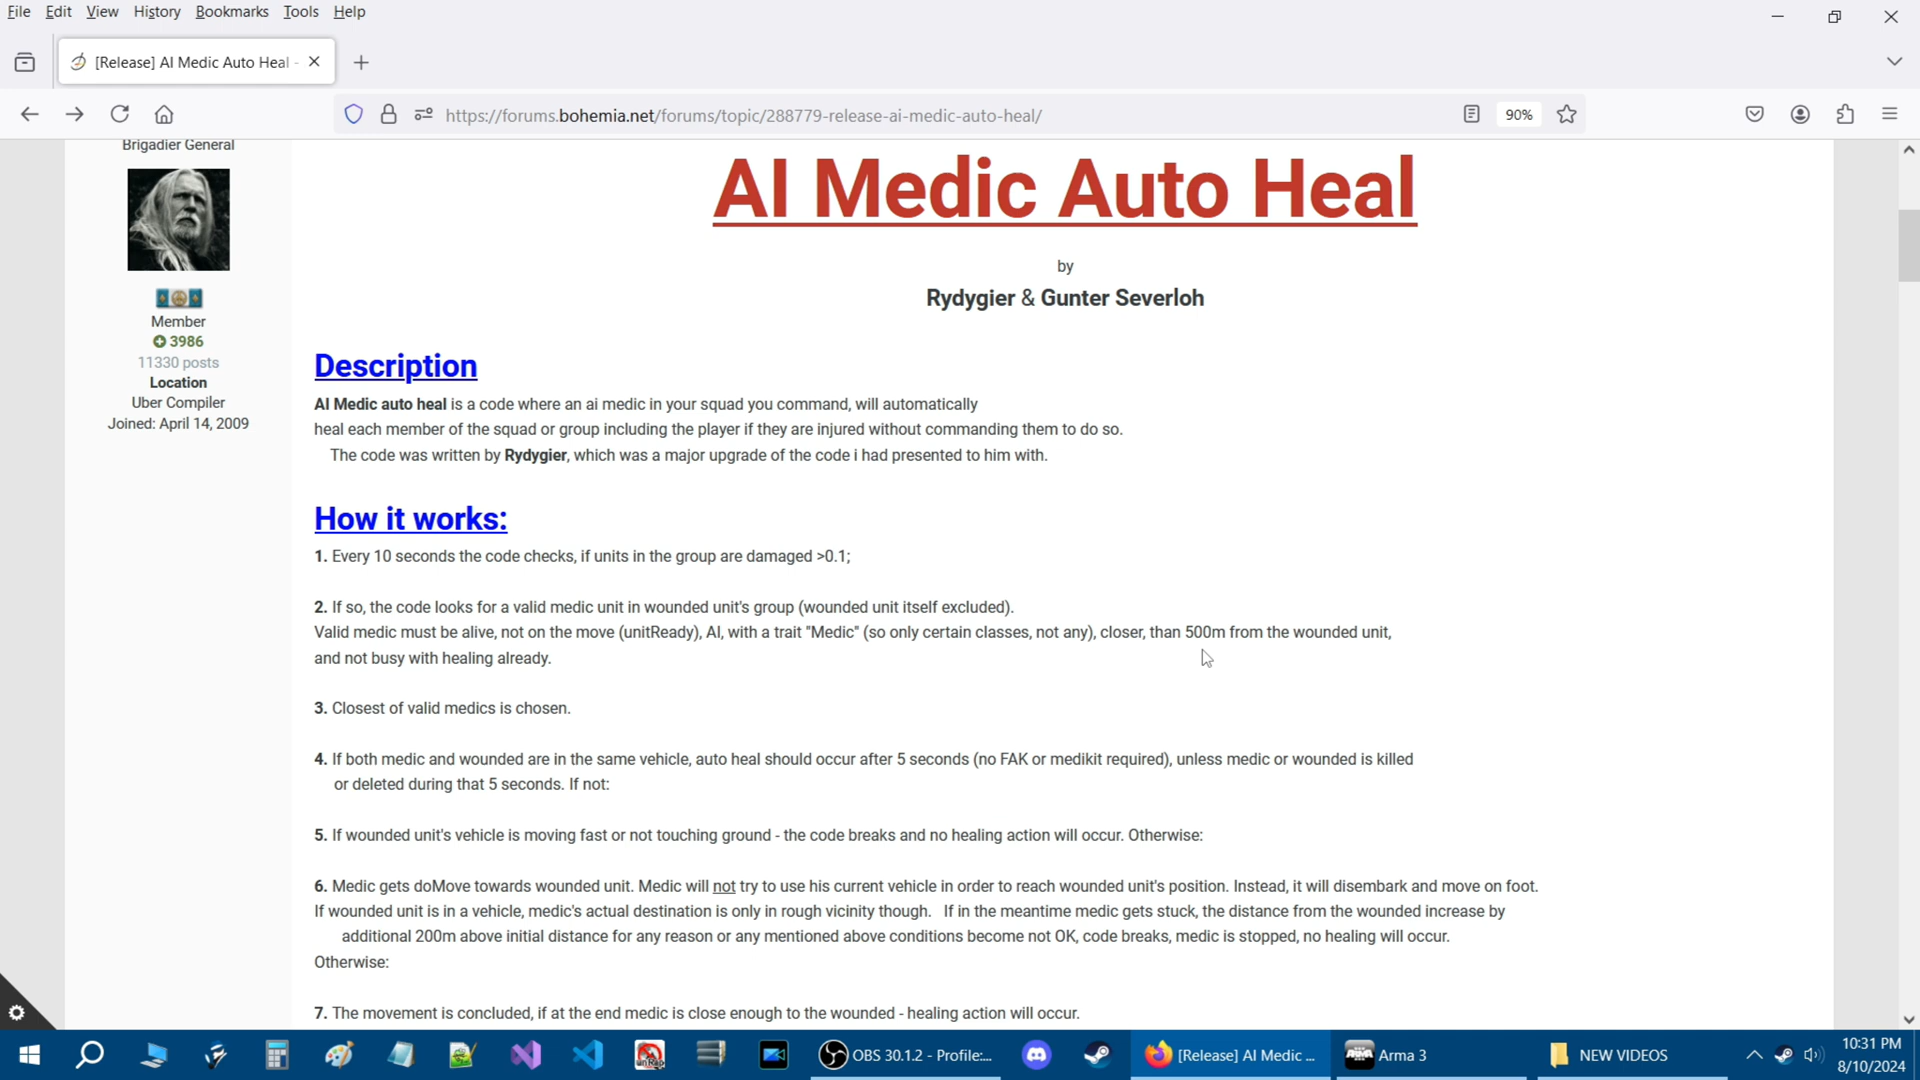 File Edit View History Bookmarks Tools Help
[Release] AI Medic Auto Heal -
https://forums.bohemia.net/forums/topic/288779-release-ai-medic-auto-heal/
90%
Brigadier General
Member
3986
11330 posts
Location
Uber Compiler
Joined: April 14, 2009
AI Medic Auto Heal
by
Rydygier & Gunter Severloh
Description
AI Medic auto heal is a code where an ai medic in your squad you command, will automatically
heal each member of the squad or group including the player if they are injured without commanding them to do so.
The code was written by Rydygier, which was a major upgrade of the code i had presented to him with.
How it works:
1. Every 10 seconds the code checks, if units in the group are damaged >0.1;
2. If so, the code looks for a valid medic unit in wounded unit's group (wounded unit itself excluded).
Valid medic must be alive, not on the move (unitReady), AI, with a trait "Medic" (so only certain classes, not any), closer, than 500m from the wounded unit,
and not busy with healing already.
3. Closest of valid medics is chosen.
4. If both medic and wounded are in the same vehicle, auto heal should occur after 5 seconds (no FAK or medikit required), unless medic or wounded is killed
or deleted during that 5 seconds. If not:
5. If wounded unit's vehicle is moving fast or not touching ground - the code breaks and no healing action will occur. Otherwise:
6. Medic gets doMove towards wounded unit. Medic will not try to use his current vehicle in order to reach wounded unit's position. Instead, it will disembark and move on foot.
If wounded unit is in a vehicle, medic's actual destination is only in rough vicinity though. If in the meantime medic gets stuck, the distance from the wounded increase by
additional 200m above initial distance for any reason or any mentioned above conditions become not OK, code breaks, medic is stopped, no healing will occur.
Otherwise:
7. The movement is concluded, if at the end medic is close enough to the wounded - healing action will occur.
OBS 30.1.2 - Profile:...
[Release] AI Medic ...
Arma 3
NEW VIDEOS
10:31 PM
8/10/2024